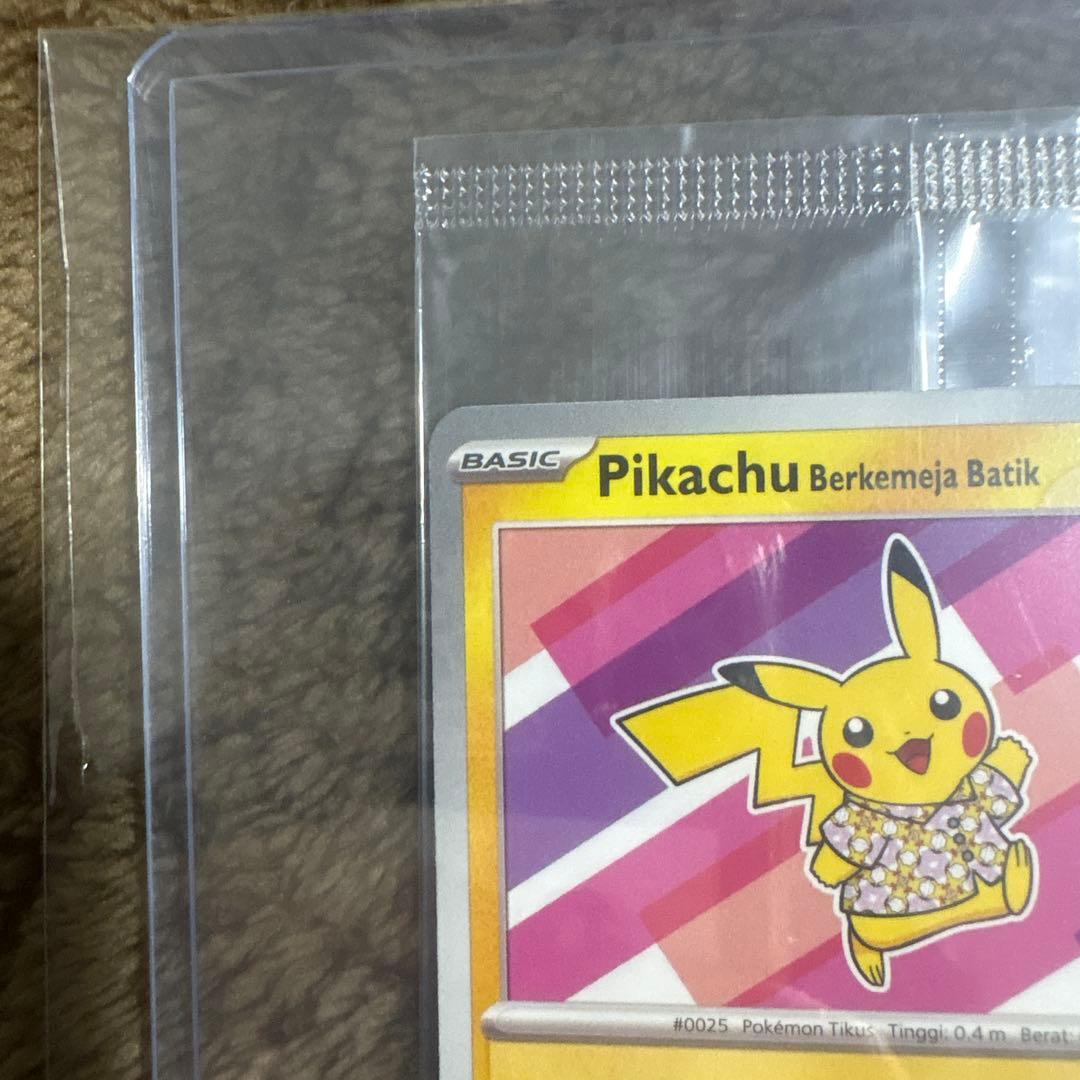 BASIC Pikachu Berkemeja Batik
#0025 Pokémon Tikus Tinggi: 0.4 m Berat: